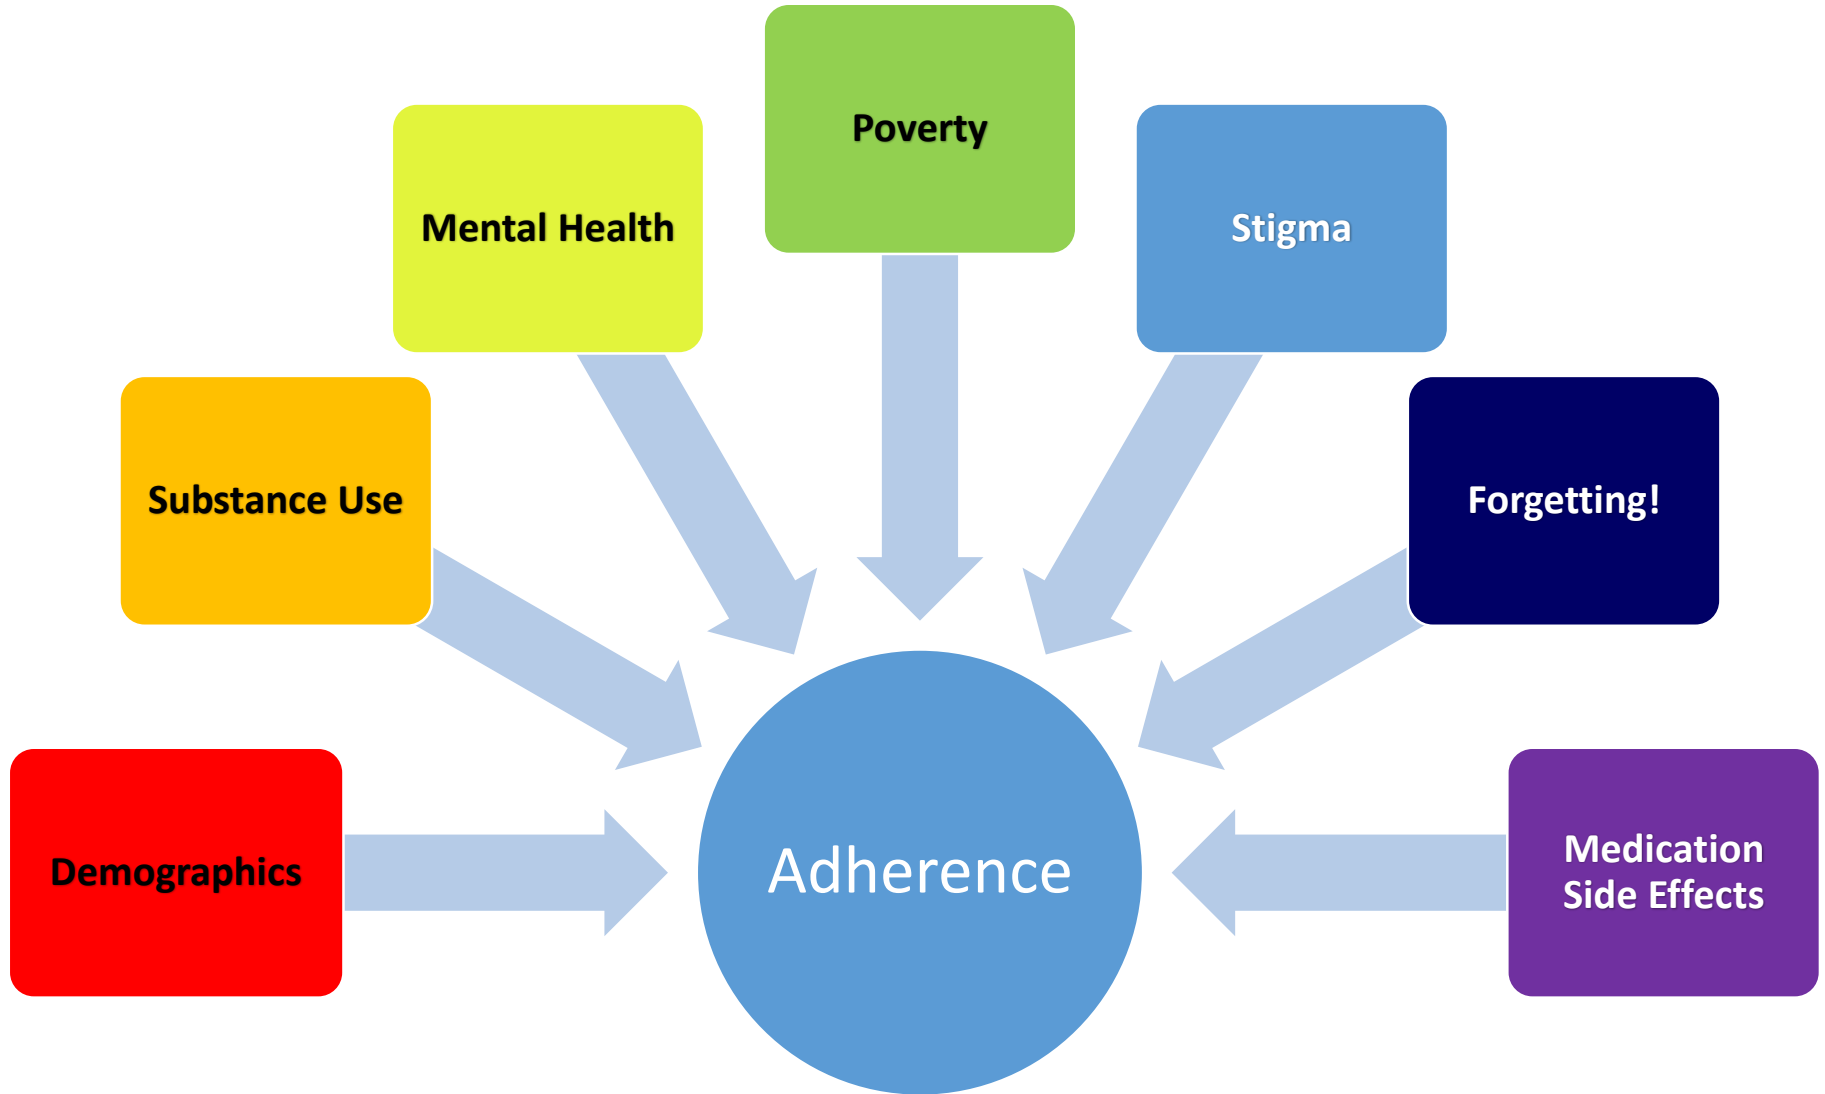 Poverty
Mental Health
Stigma
Substance Use
Forgetting!
Demographics
Adherence
Medication
Side Effects